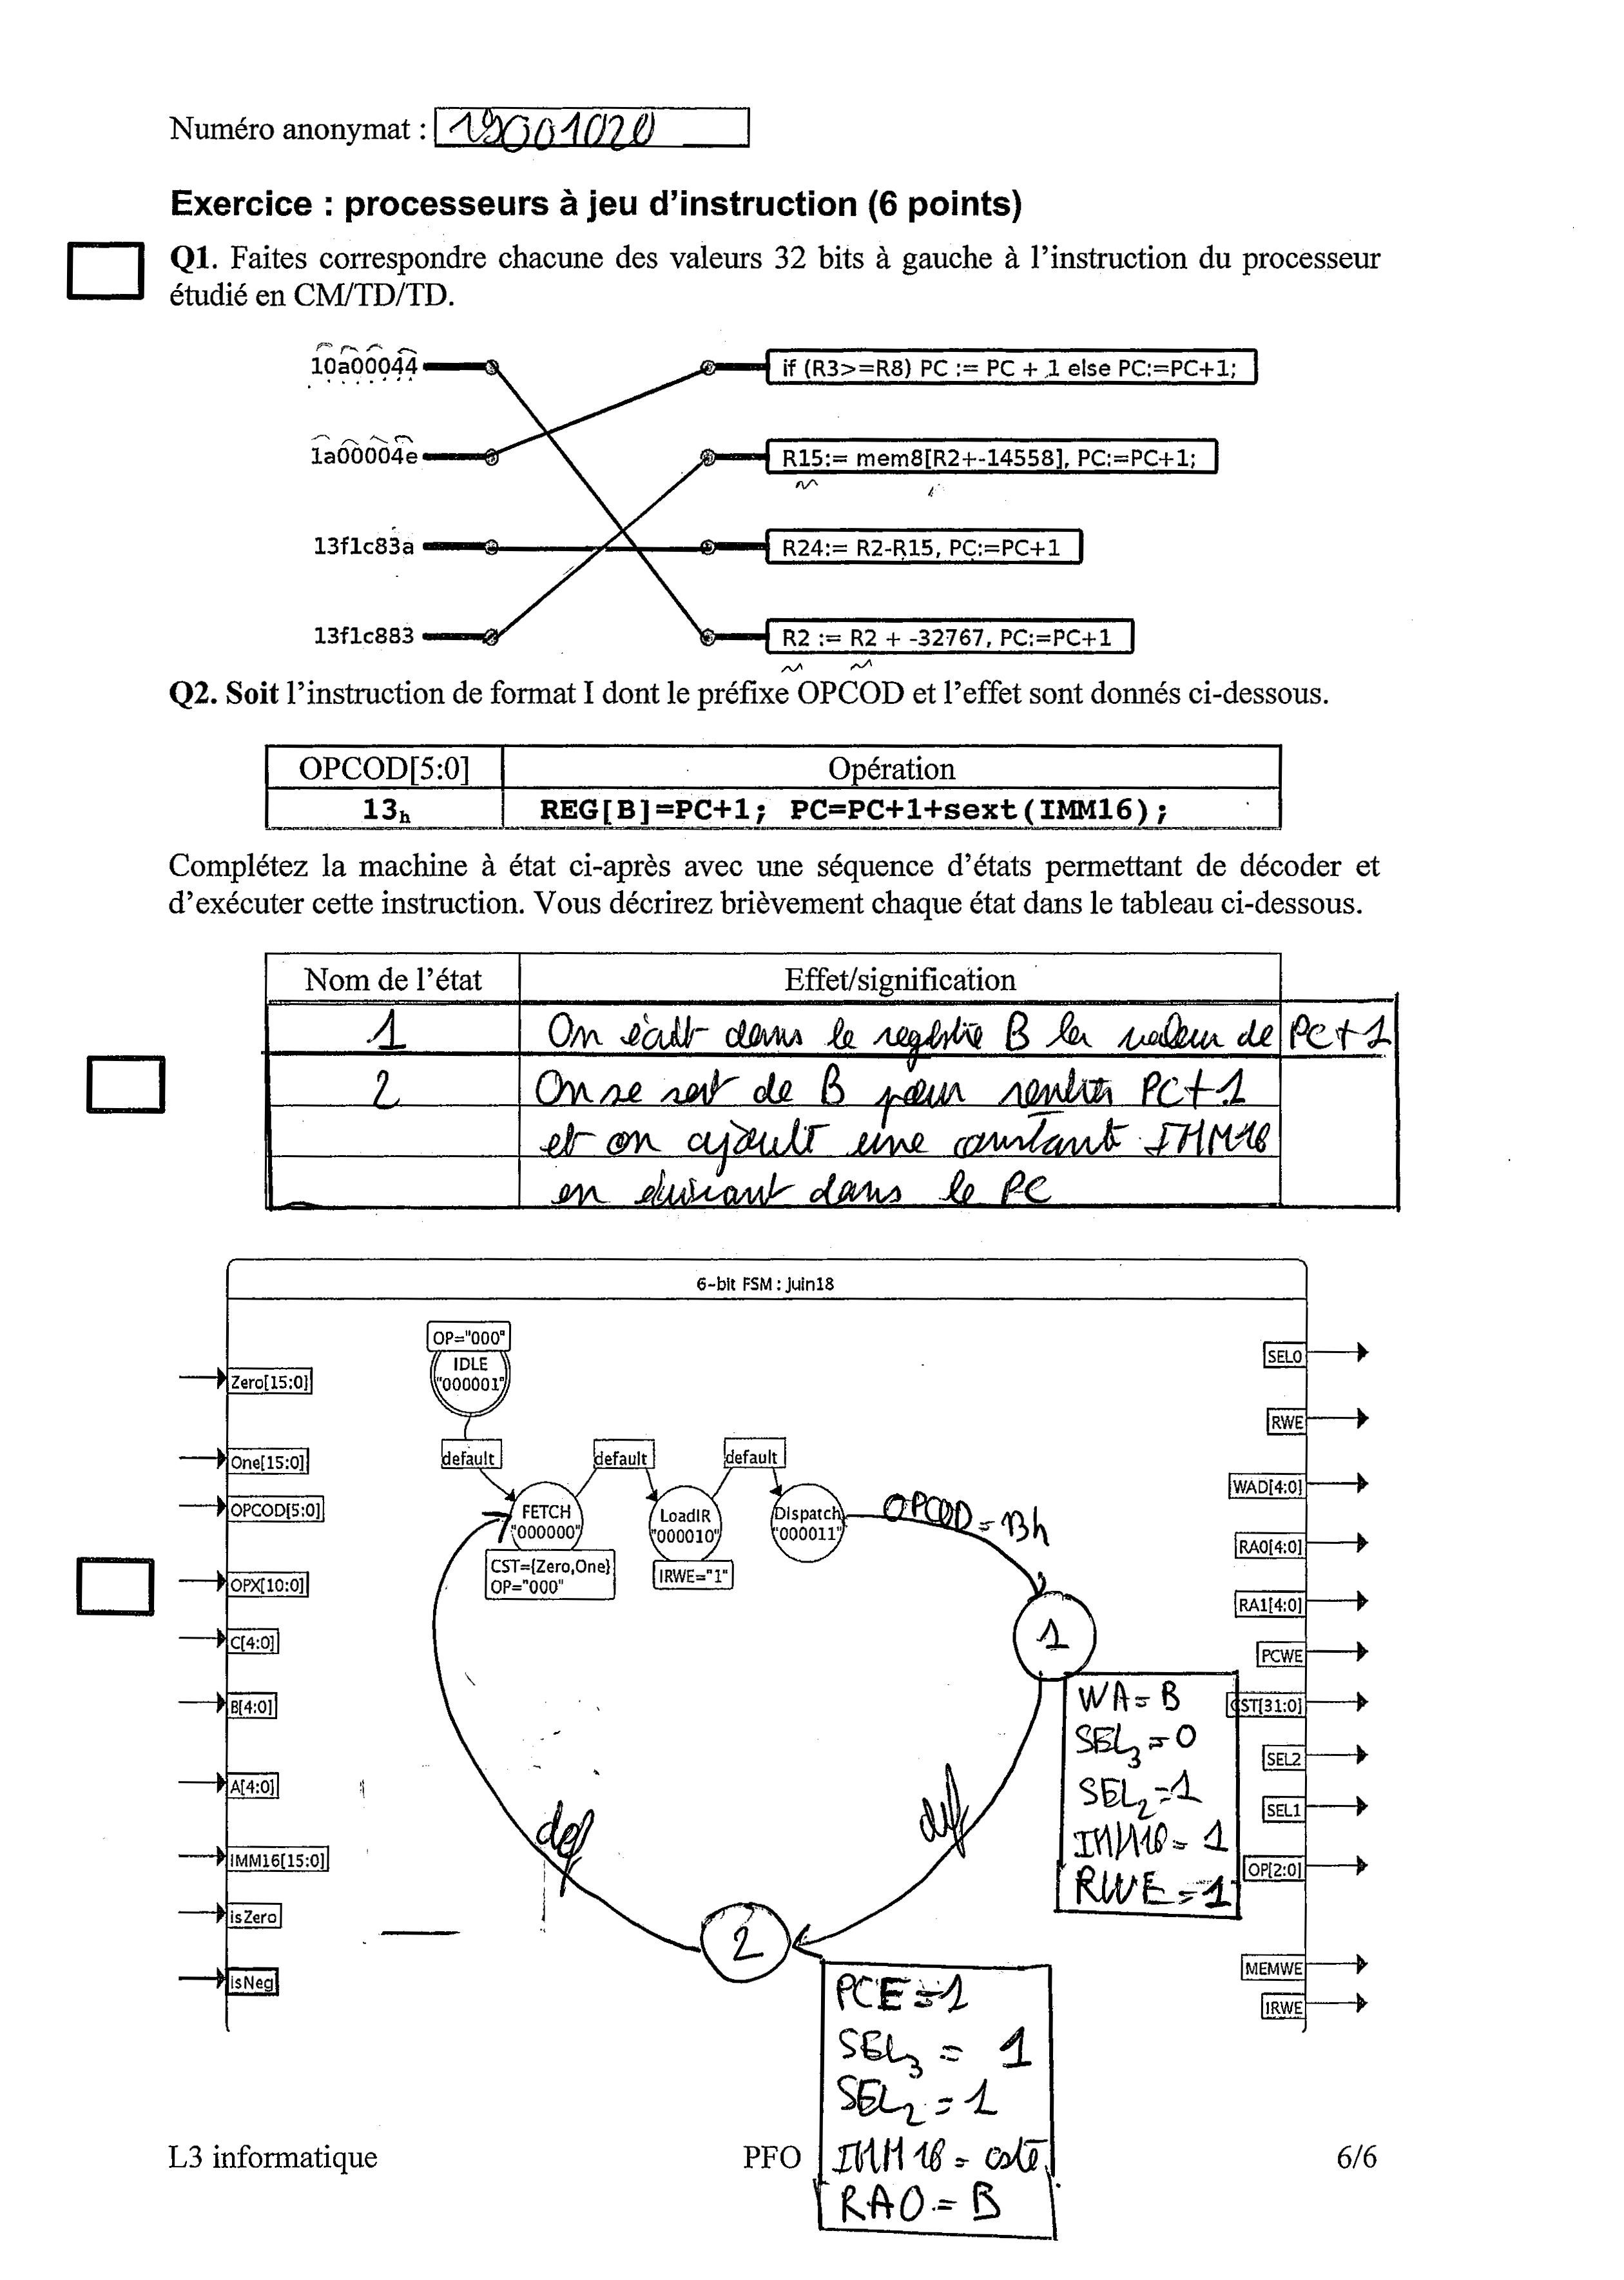 Numéro anonymat : 19001020
Exercice : processeurs à jeu d'instruction (6 points)
Q1. Faites correspondre chacune des valeurs 32 bits à gauche à l'instruction du processeur
étudié en CM/TD/TD.
10a00044
if (R3>=R8) PC := PC + 1 else PC:=PC+1;
1a00004e
R15:= mem8[R2+-14558], PC:=PC+1;
13f1c83a
R24:= R2-R15, PC:=PC+1
13f1c883
R2 := R2 + -32767, PC:=PC+1
Q2. Soit l'instruction de format I dont le préfixe OPCOD et l'effet sont donnés ci-dessous.
OPCOD[5:0] Opération
13h REG[B]=PC+1; PC=PC+1+sext(IMM16);
Complétez la machine à état ci-après avec une séquence d'états permettant de décoder et
d'exécuter cette instruction. Vous décrirez brièvement chaque état dans le tableau ci-dessous.
Nom de l'état Effet/signification
1 On écrit dans le registre B la valeur de PC+1
2 On se sert de B pour PC+1
et on ajoute une constant IMM16
en écrivant dans le PC
6-bit FSM : juin18
OP="000"
IDLE
"000001"
default
default
default
FETCH
"000000"
CST={Zero,One}
OP="000"
LoadIR
"000010"
IRWE="1"
Dispatch
"000011"
OPCOD = 13h
1
WA = B
SEL3 = 0
SEL2 = 1
IMM16 = 1
RWE = 1
def
def
2
PCE = 1
SEL3 = 1
SEL2 = 1
IMM16 = cste
RA0 = B
Zero[15:0]
One[15:0]
OPCOD[5:0]
OPX[10:0]
C[4:0]
B[4:0]
A[4:0]
IMM16[15:0]
isZero
isNeg
SEL0
RWE
WAD[4:0]
RA0[4:0]
RA1[4:0]
PCWE
CST[31:0]
SEL2
SEL1
OP[2:0]
MEMWE
IRWE
L3 informatique PFO 6/6